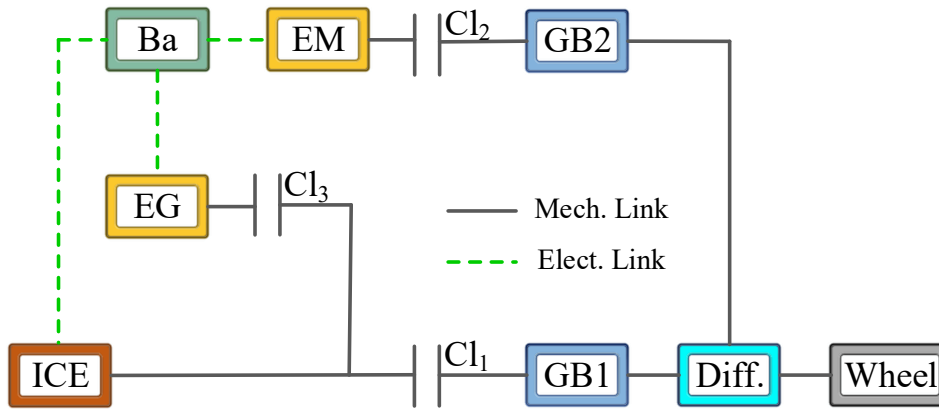 Ba
EM
Cl₂
GB2
EG
Cl₃
Mech. Link
Elect. Link
ICE
Cl₁
GB1
Diff.
Wheel